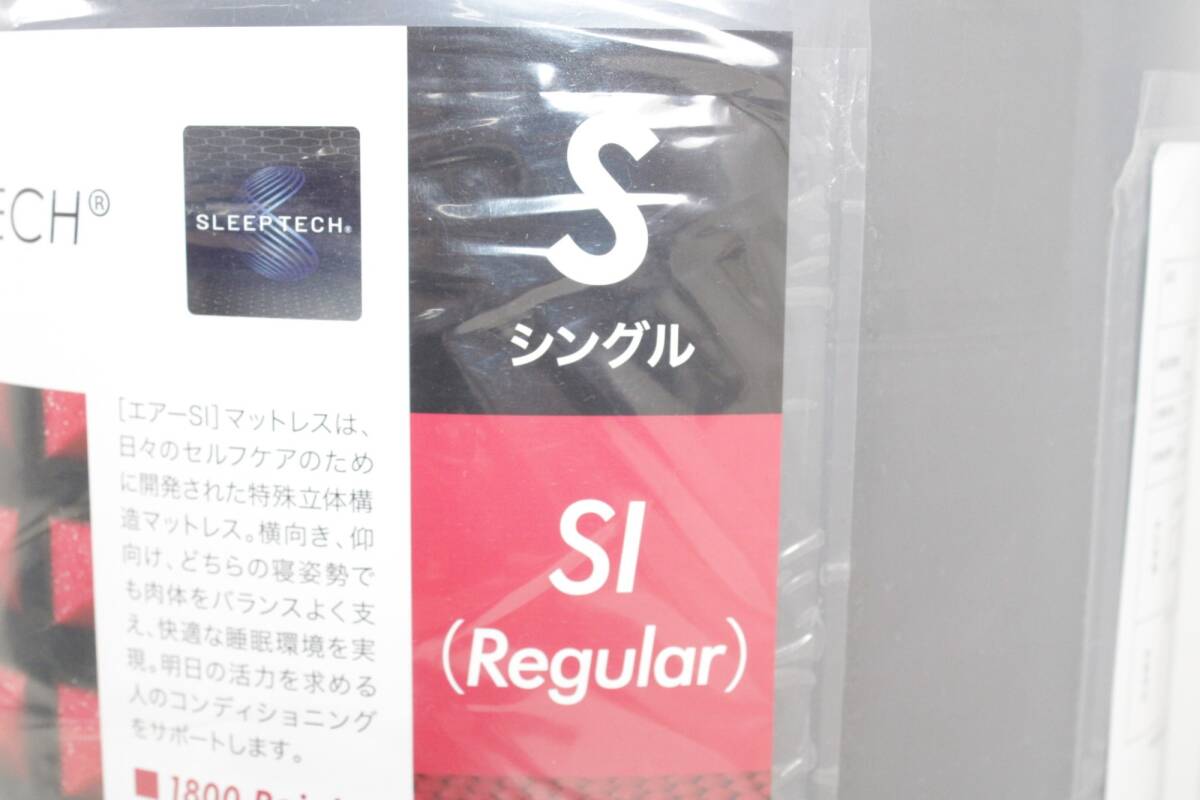 ECH®
SLEEPTECH®
S
シングル
[エアーSI]マットレスは、
日々のセルフケアのため
に開発された特殊立体構
造マットレス。横向き、仰
向け、どちらの寝姿勢で
も肉体をバランスよく支
え、快適な睡眠環境を実
現。明日の活力を求める
人のコンディショニング
をサポートします。
■1800
SI
(Regular)